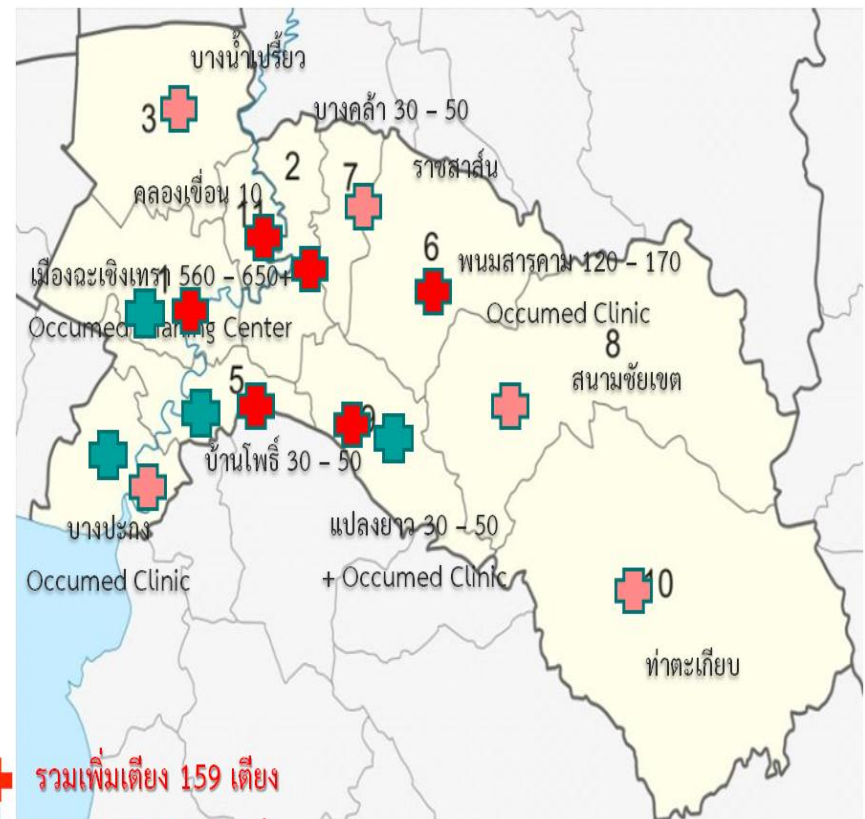 บางน้ำเปรี้ยว
3
บางคล้า 30 – 50
2
7
ราชสาส์น
คลองเขื่อน 10
11
6
พนมสารคาม 120 – 170
Occumed Clinic
เมืองฉะเชิงเทรา 560 – 650+
1
Occumed Center
8
สนามชัยเขต
5
9
บ้านโพธิ์ 30 – 50
บางปะกง
Occumed Clinic
แปลงยาว 30 – 50
+ Occumed Clinic
10
ท่าตะเกียบ
รวมเพิ่มเตียง 159 เตียง